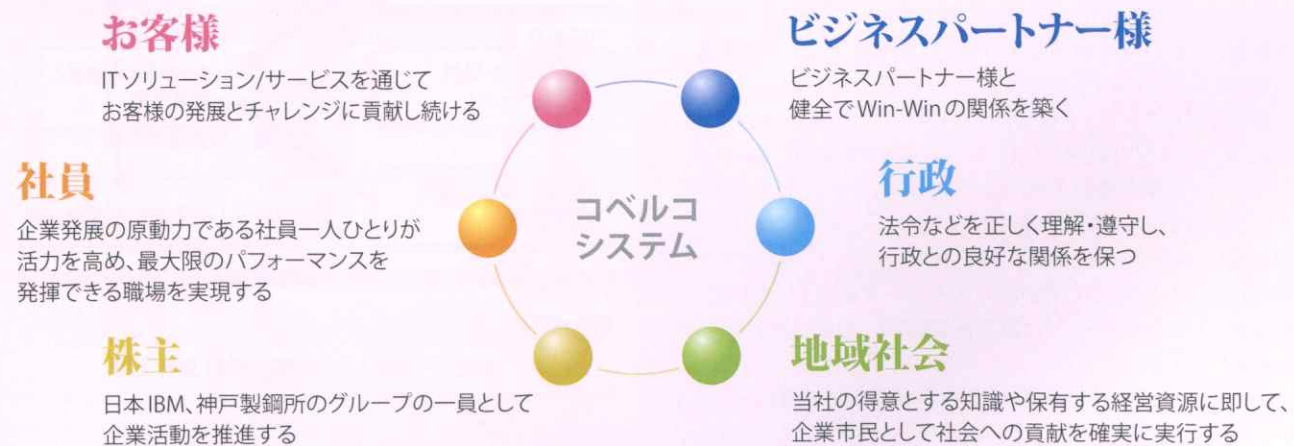 お客様
ITソリューション/サービスを通じて
お客様の発展とチャレンジに貢献し続ける
ビジネスパートナー様
ビジネスパートナー様と
健全でWin-Winの関係を築く
社員
企業発展の原動力である社員一人ひとりが
活力を高め、最大限のパフォーマンスを
発揮できる職場を実現する
コベルコ
システム
行政
法令などを正しく理解・遵守し、
行政との良好な関係を保つ
株主
日本IBM、神戸製鋼所のグループの一員として
企業活動を推進する
地域社会
当社の得意とする知識や保有する経営資源に即して、
企業市民として社会への貢献を確実に実行する